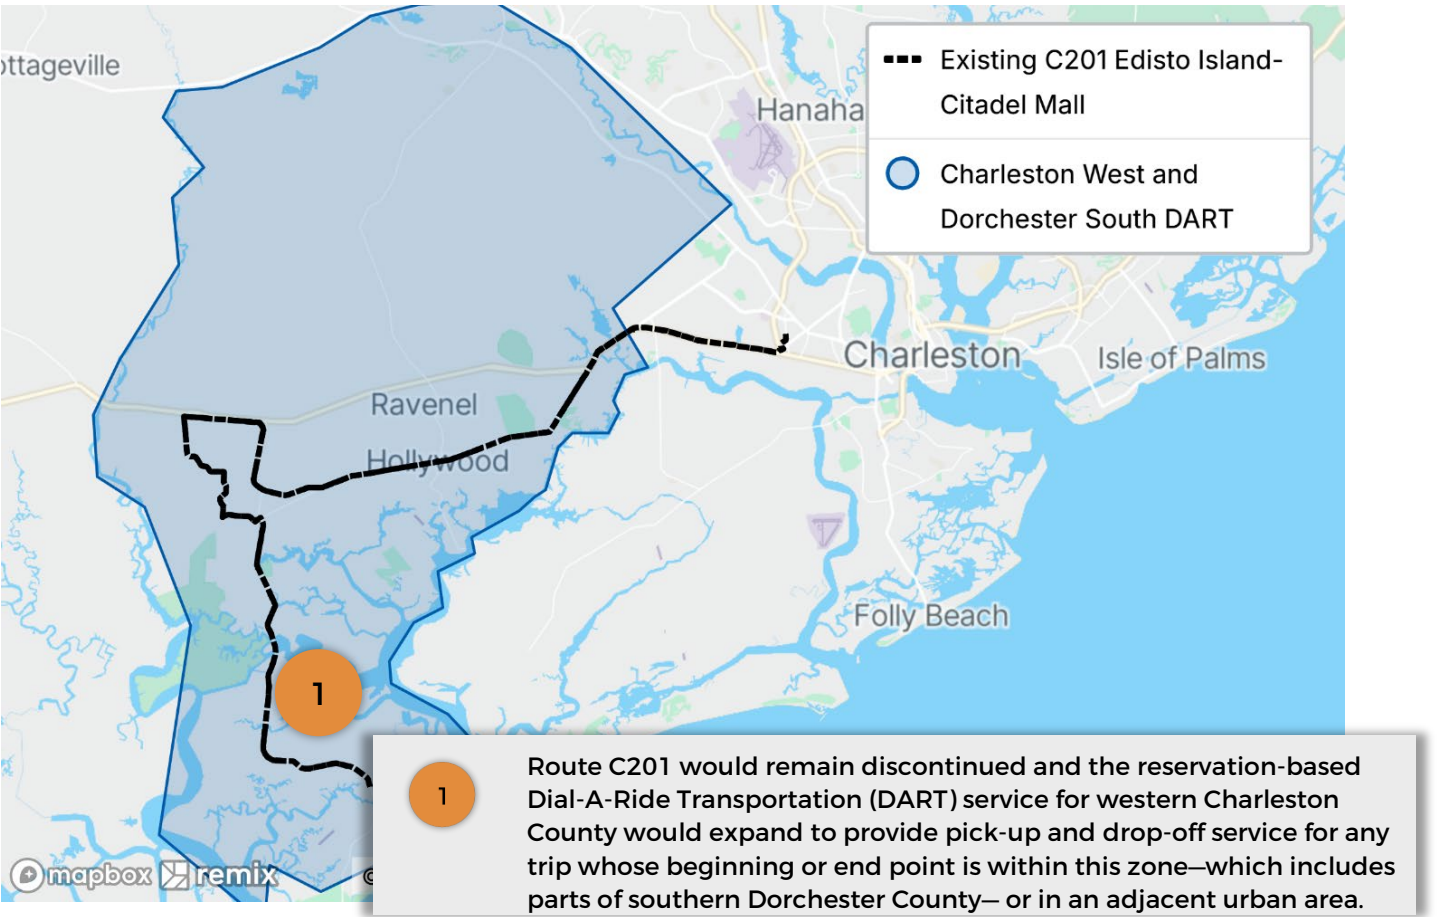 ottageville
Hanaha
Existing C201 Edisto Island-
Citadel Mall
Charleston West and
Dorchester South DART
Charleston
Isle of Palms
Ravenel
Hollywood
Folly Beach
1
1
Route C201 would remain discontinued and the reservation-based
Dial-A-Ride Transportation (DART) service for western Charleston
County would expand to provide pick-up and drop-off service for any
trip whose beginning or end point is within this zone—which includes
parts of southern Dorchester County— or in an adjacent urban area.
mapbox remix ©